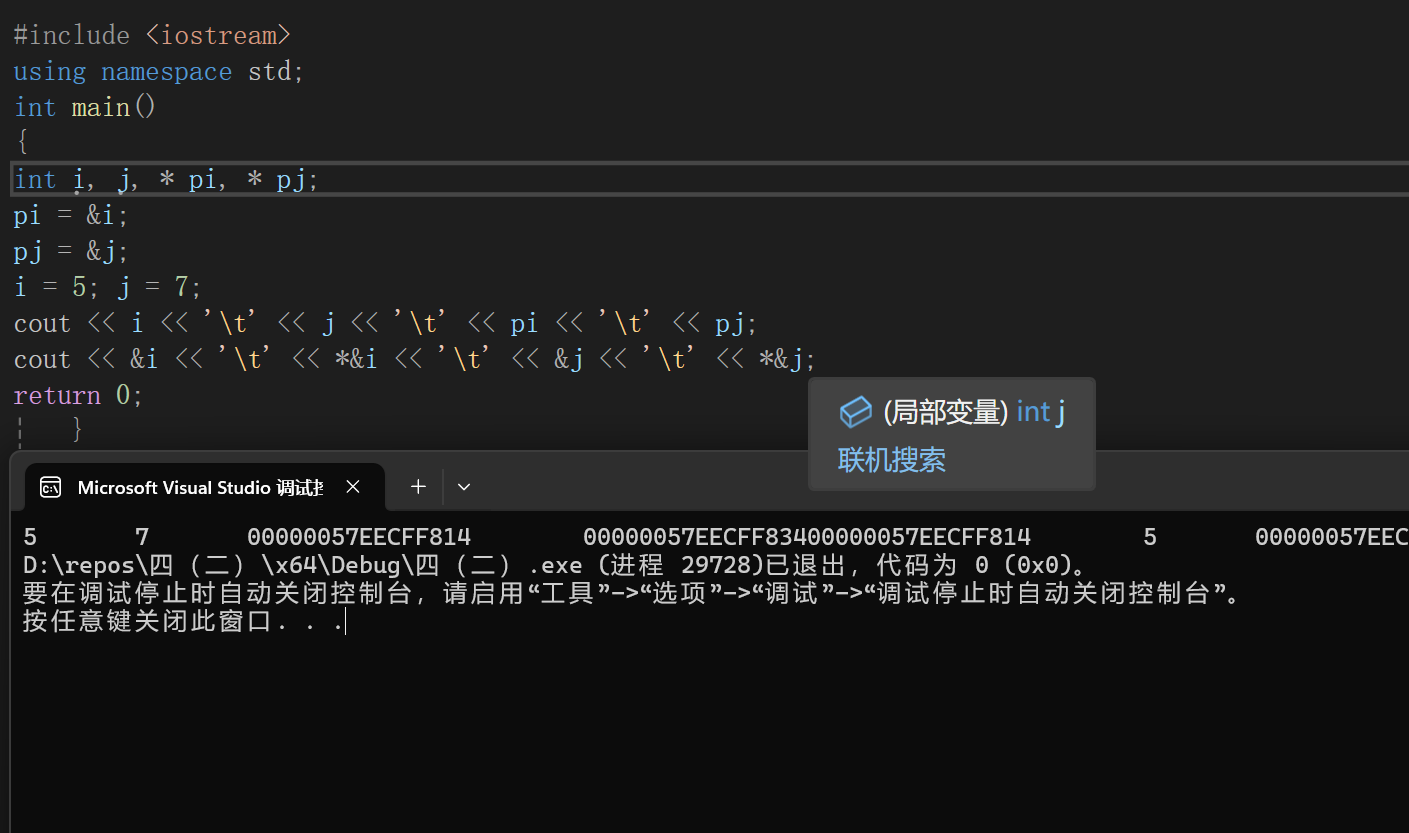 #include <iostream>
using namespace std;
int main()
{
int i, j, * pi, * pj;
pi = &i;
pj = &j;
i = 5; j = 7;
cout << i << '\t' << j << '\t' << pi << '\t' << pj;
cout << &i << '\t' << *&i << '\t' << &j << '\t' << *&j;
return 0;
}
(局部变量) int j
联机搜索
Microsoft Visual Studio 调试
5 7 00000057EECFF814 00000057EECFF83400000057EECFF814 5 00000057EEC
D:\repos\四（二）\x64\Debug\四（二）.exe (进程 29728)已退出，代码为 0 (0x0)。
要在调试停止时自动关闭控制台，请启用“工具”->“选项”->“调试”->“调试停止时自动关闭控制台”。
按任意键关闭此窗口. . .